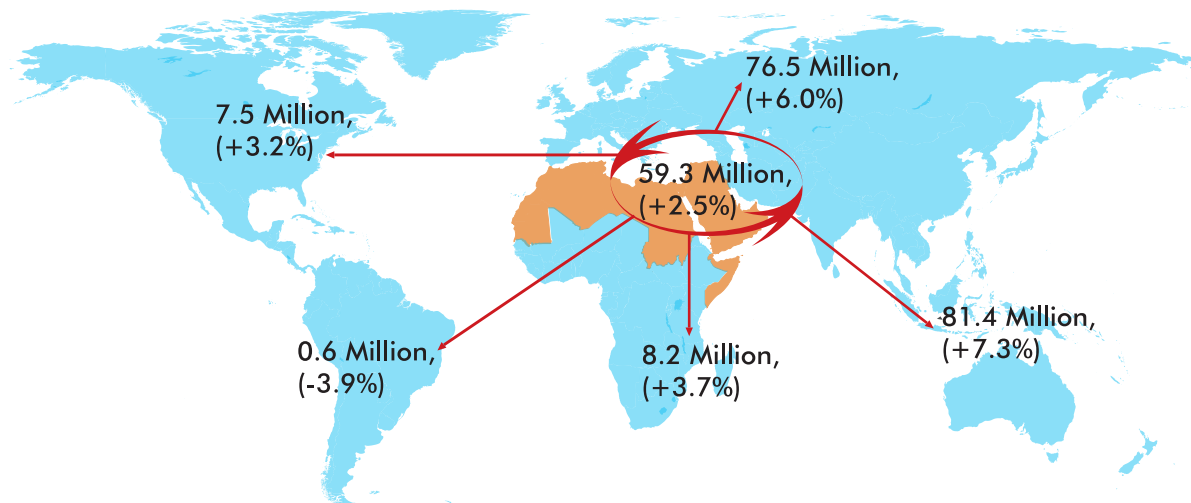 76.5 Million,
(+6.0%)
7.5 Million,
(+3.2%)
59.3 Million,
(+2.5%)
81.4 Million,
(+7.3%)
0.6 Million,
(-3.9%)
8.2 Million,
(+3.7%)